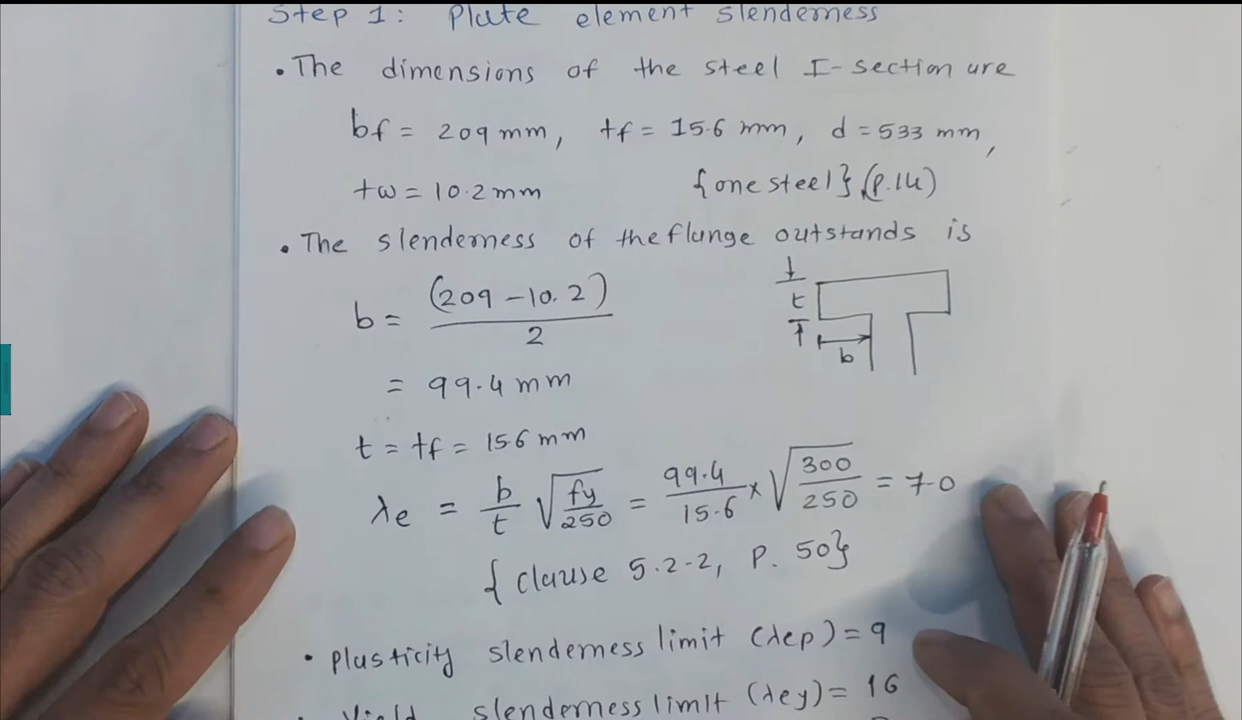 Step 1: Plate element slenderness
• The dimensions of the steel I-section are
bf = 209 mm, tf = 15.6 mm, d = 533 mm,
tw = 10.2 mm {one steel} (P.14)
• The slenderness of the flange outstands is
b = (209 - 10.2) / 2
= 99.4 mm
t
b
t = tf = 15.6 mm
λe = b/t √(fy/250) = 99.4/15.6 × √(300/250) = 7.0
{clause 5.2.2, P. 50}
• Plasticity slenderness limit (λep) = 9
• Yield slenderness limit (λey) = 16